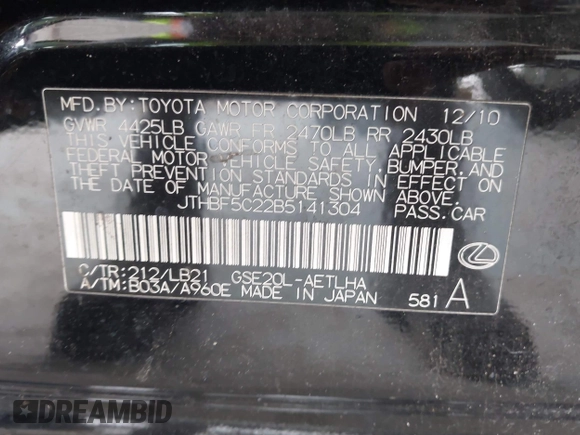 MFD. BY: TOYOTA MOTOR CORPORATION 12/10
GVWR 4425LB GAWR FR 2470LB RR 2430LB
THIS VEHICLE CONFORMS TO ALL APPLICABLE
FEDERAL MOTOR VEHICLE SAFETY, BUMPER, AND
THEFT PREVENTION STANDARDS IN EFFECT ON
THE DATE OF MANUFACTURE SHOWN ABOVE.
JTHBF5C22B5141304 PASS. CAR
C/TR: 212/LB21 GSE20L-AETLHA
A/TM: B03A/A960E MADE IN JAPAN 581 A
DREAMBID